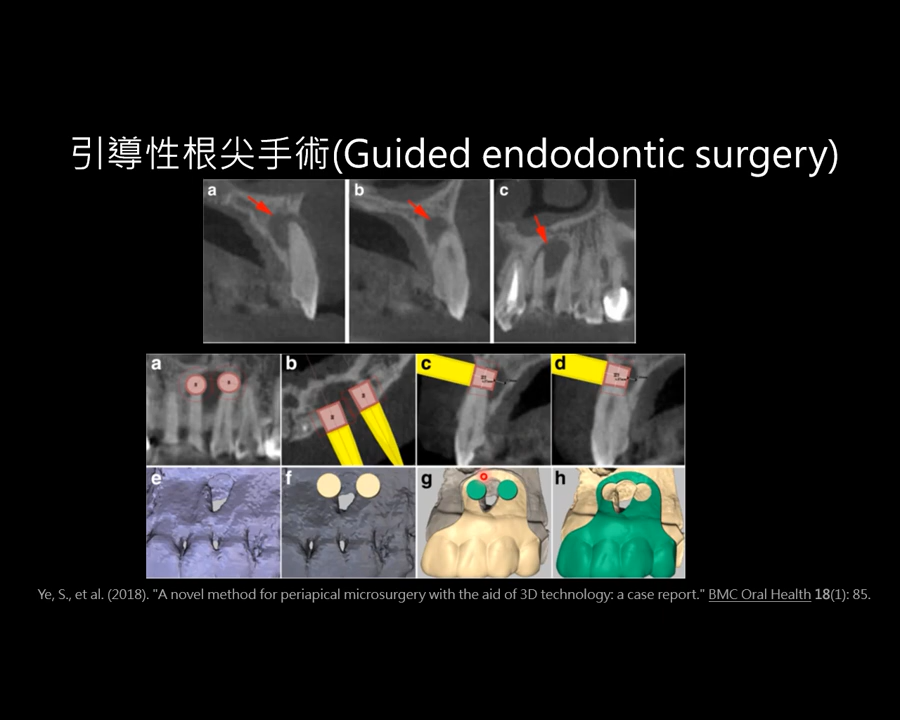 引導性根尖手術(Guided endodontic surgery)
a b c
a b c d
e f g h
Ye, S., et al. (2018). "A novel method for periapical microsurgery with the aid of 3D technology: a case report." BMC Oral Health 18(1): 85.